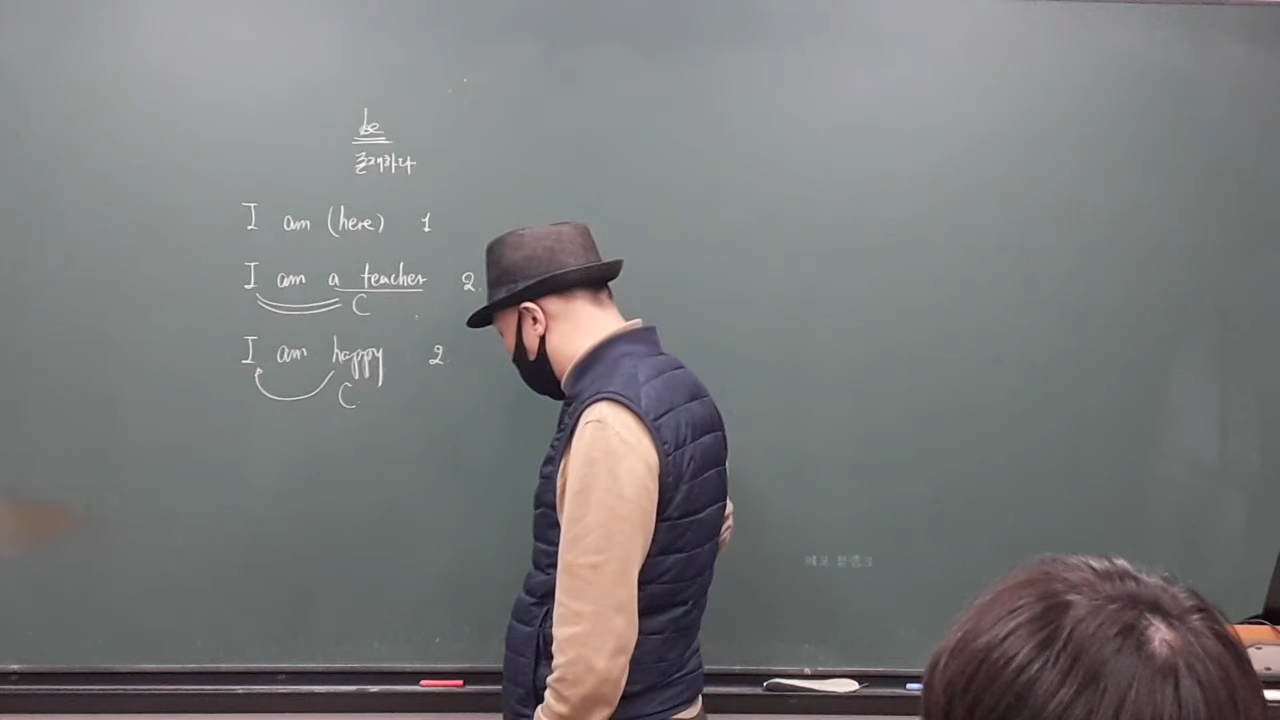 be
존재하다
I am (here) 1
I am a teacher 2.
C
I am happy 2.
C